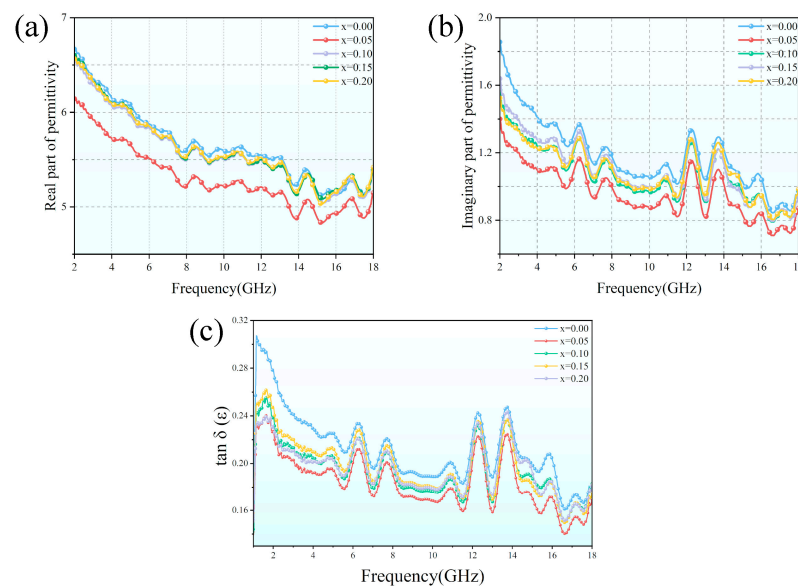 (a)
7
6
5
2 4 6 8 10 12 14 16 18
Real part of permittivity
Frequency(GHz)
x=0.00
x=0.05
x=0.10
x=0.15
x=0.20
(b)
2.0
1.6
1.2
0.8
2 4 6 8 10 12 14 16 18
Imaginary part of permittivity
Frequency(GHz)
x=0.00
x=0.05
x=0.10
x=0.15
x=0.20
(c)
0.32
0.28
0.24
0.20
0.16
2 4 6 8 10 12 14 16 18
tan δ (ε)
Frequency(GHz)
x=0.00
x=0.05
x=0.10
x=0.15
x=0.20